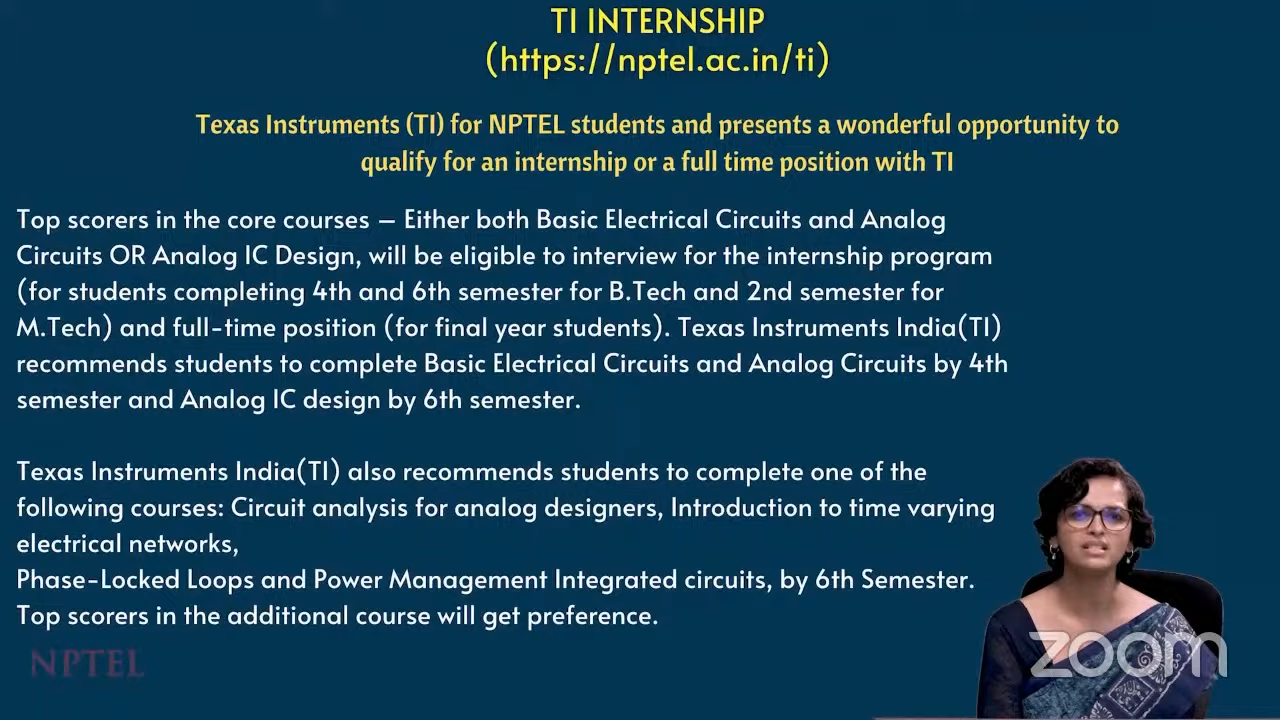 TI INTERNSHIP
(https://nptel.ac.in/ti)
Texas Instruments (TI) for NPTEL students and presents a wonderful opportunity to
qualify for an internship or a full time position with TI
Top scorers in the core courses – Either both Basic Electrical Circuits and Analog
Circuits OR Analog IC Design, will be eligible to interview for the internship program
(for students completing 4th and 6th semester for B.Tech and 2nd semester for
M.Tech) and full-time position (for final year students). Texas Instruments India(TI)
recommends students to complete Basic Electrical Circuits and Analog Circuits by 4th
semester and Analog IC design by 6th semester.
Texas Instruments India(TI) also recommends students to complete one of the
following courses: Circuit analysis for analog designers, Introduction to time varying
electrical networks,
Phase-Locked Loops and Power Management Integrated circuits, by 6th Semester.
Top scorers in the additional course will get preference.
NPTEL
zoom